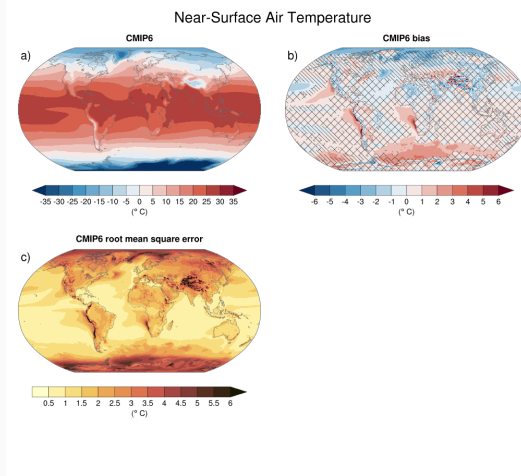 Near-Surface Air Temperature
CMIP6
CMIP6 bias
a)
b)
-35 -30 -25 -20 -15 -10 -5 0 5 10 15 20 25 30 35
(° C)
-6 -5 -4 -3 -2 -1 0 1 2 3 4 5 6
(° C)
CMIP6 root mean square error
c)
0.5 1 1.5 2 2.5 3 3.5 4 4.5 5 5.5 6
(° C)